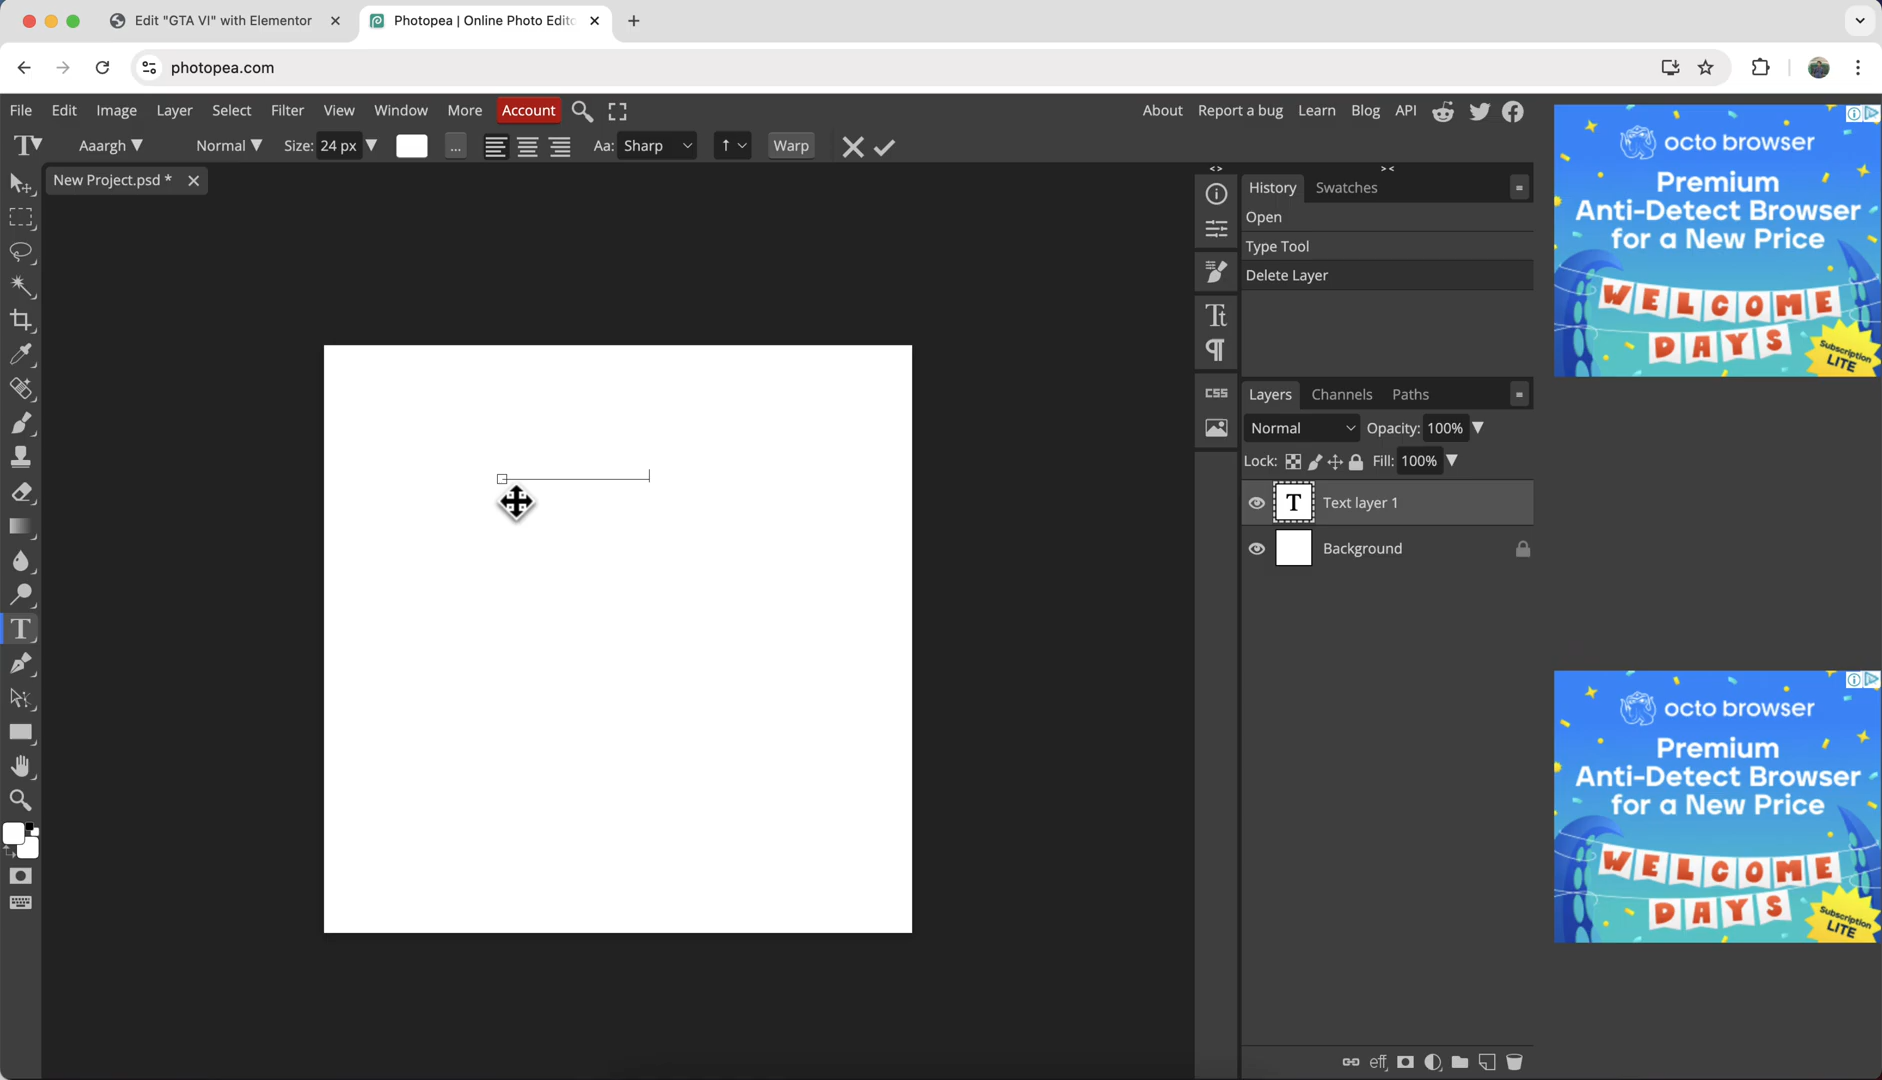 Edit "GTA VI" with Elementor
Photopea | Online Photo Edito
photopea.com
File Edit Image Layer Select Filter View Window More Account
About Report a bug Learn Blog API
Aaargh Normal Size: 24 px ... Aa: Sharp Warp
New Project.psd *
History Swatches
Open
Type Tool
Delete Layer
CSS
Layers Channels Paths
Normal Opacity: 100%
Lock: Fill: 100%
T Text layer 1
Background
eff
octo browser
Premium
Anti-Detect Browser
for a New Price
WELCOME
DAYS
Subscription
LITE
octo browser
Premium
Anti-Detect Browser
for a New Price
WELCOME
DAYS
Subscription
LITE